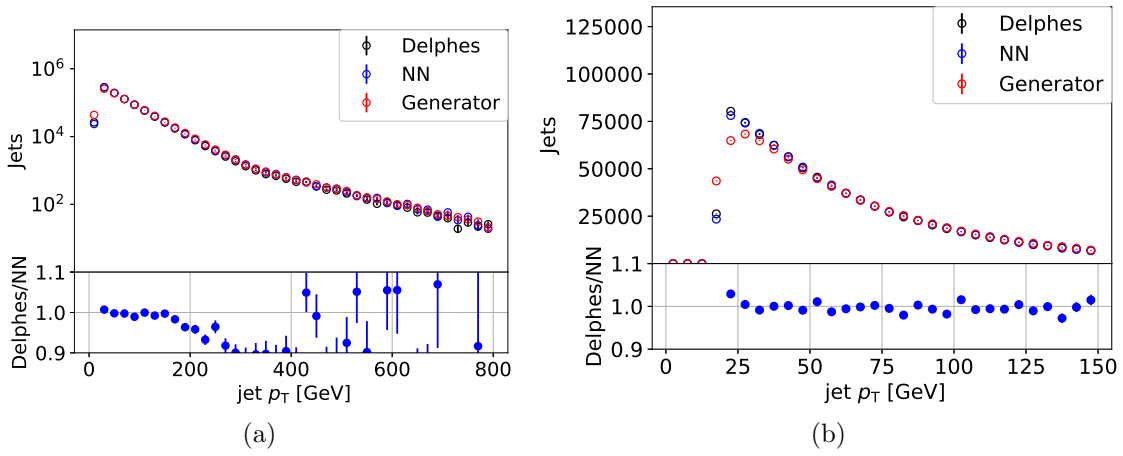 Delphes
NN
Generator
Jets
10^6
10^4
10^2
Delphes/NN
1.1
1.0
0.9
0 200 400 600 800
jet p_T [GeV]
(a)
Delphes
NN
Generator
Jets
125000
100000
75000
50000
25000
Delphes/NN
1.1
1.0
0.9
0 25 50 75 100 125 150
jet p_T [GeV]
(b)